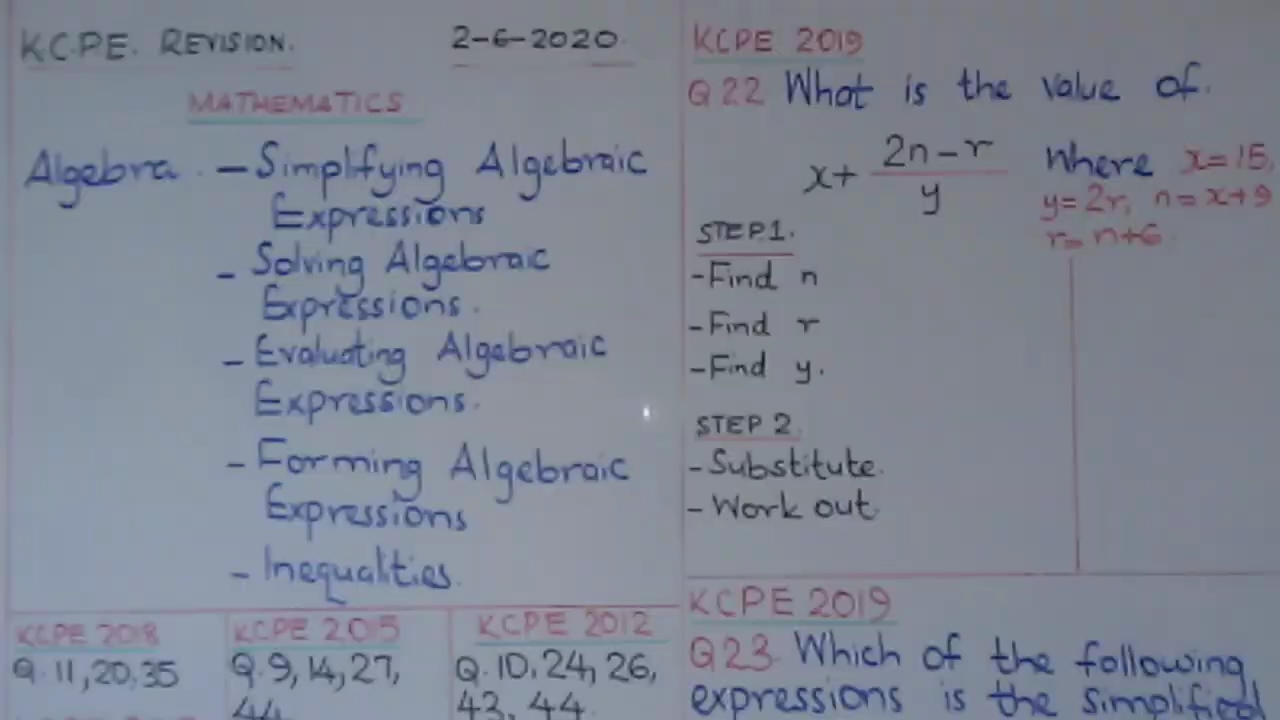 K.C.P.E. REVISION. 2-6-2020.
MATHEMATICS
Algebra - Simplifying Algebraic
Expressions
- Solving Algebraic
Expressions.
- Evaluating Algebraic
Expressions.
- Forming Algebraic
Expressions
- Inequalities.
KCPE 2018
Q.11,20,35
KCPE 2015
Q.9,14,27,
44
KCPE 2012
Q.10,24,26,
43, 44
KCPE 2019
Q22 What is the value of.
x + (2n - r)/y Where x=15,
y=2r, n=x+9
r=n+6.
STEP.1.
-Find n
-Find r
-Find y.
STEP 2.
-Substitute.
-Work out.
KCPE 2019
Q23. Which of the following
expressions is the simplified